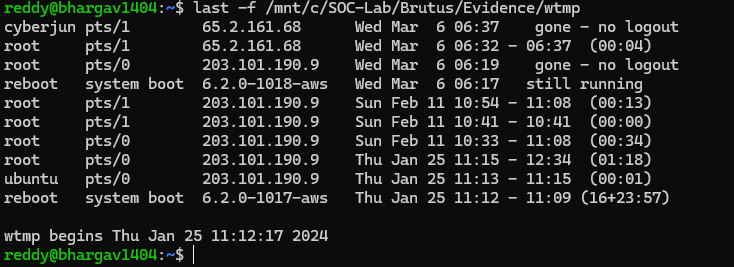 reddy@bhargav1404:~$ last -f /mnt/c/SOC-Lab/Brutus/Evidence/wtmp
cyberjun pts/1        65.2.161.68      Wed Mar  6 06:37    gone - no logout
root     pts/1        65.2.161.68      Wed Mar  6 06:32 - 06:37  (00:04)
root     pts/0        203.101.190.9    Wed Mar  6 06:19    gone - no logout
reboot   system boot  6.2.0-1018-aws   Wed Mar  6 06:17   still running
root     pts/1        203.101.190.9    Sun Feb 11 10:54 - 11:08  (00:13)
root     pts/1        203.101.190.9    Sun Feb 11 10:41 - 10:41  (00:00)
root     pts/0        203.101.190.9    Sun Feb 11 10:33 - 11:08  (00:34)
root     pts/0        203.101.190.9    Thu Jan 25 11:15 - 12:34  (01:18)
ubuntu   pts/0        203.101.190.9    Thu Jan 25 11:13 - 11:15  (00:01)
reboot   system boot  6.2.0-1017-aws   Thu Jan 25 11:12 - 11:09 (16+23:57)
wtmp begins Thu Jan 25 11:12:17 2024
reddy@bhargav1404:~$